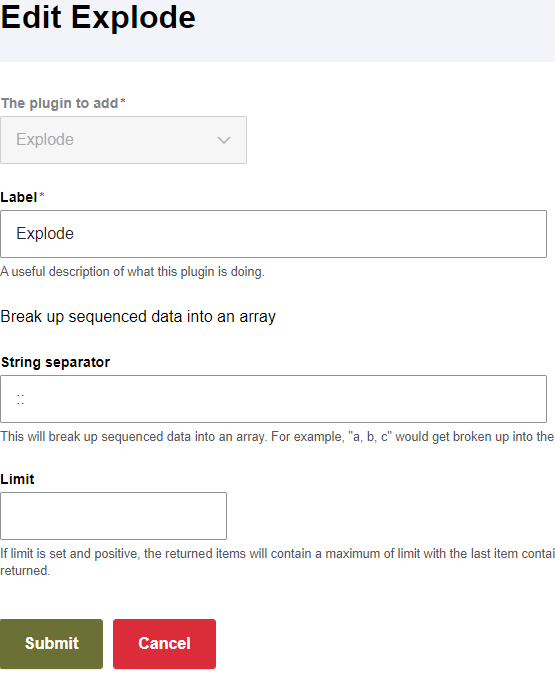 Edit Explode
The plugin to add*
Explode
Label*
Explode
A useful description of what this plugin is doing.
Break up sequenced data into an array
String separator
::
This will break up sequenced data into an array. For example, "a, b, c" would get broken up into the
Limit
If limit is set and positive, the returned items will contain a maximum of limit with the last item contai
returned.
Submit Cancel